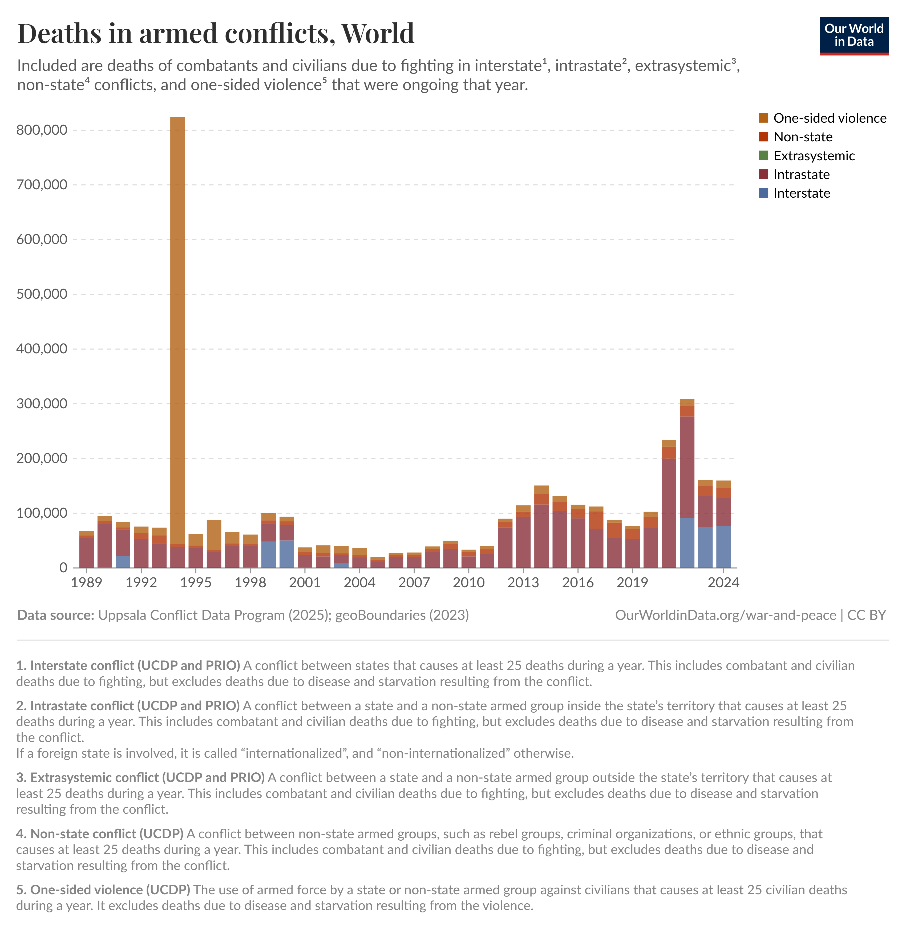 Deaths in armed conflicts, World
Our World
in Data
Included are deaths of combatants and civilians due to fighting in interstate¹, intrastate², extrasystemic³,
non-state⁴ conflicts, and one-sided violence⁵ that were ongoing that year.
One-sided violence
Non-state
Extrasystemic
Intrastate
Interstate
800,000
700,000
600,000
500,000
400,000
300,000
200,000
100,000
0
1989 1992 1995 1998 2001 2004 2007 2010 2013 2016 2019 2024
Data source: Uppsala Conflict Data Program (2025); geoBoundaries (2023)
OurWorldinData.org/war-and-peace | CC BY
1. Interstate conflict (UCDP and PRIO) A conflict between states that causes at least 25 deaths during a year. This includes combatant and civilian
deaths due to fighting, but excludes deaths due to disease and starvation resulting from the conflict.
2. Intrastate conflict (UCDP and PRIO) A conflict between a state and a non-state armed group inside the state's territory that causes at least 25
deaths during a year. This includes combatant and civilian deaths due to fighting, but excludes deaths due to disease and starvation resulting from
the conflict.
If a foreign state is involved, it is called “internationalized”, and “non-internationalized” otherwise.
3. Extrasystemic conflict (UCDP and PRIO) A conflict between a state and a non-state armed group outside the state's territory that causes at
least 25 deaths during a year. This includes combatant and civilian deaths due to fighting, but excludes deaths due to disease and starvation
resulting from the conflict.
4. Non-state conflict (UCDP) A conflict between non-state armed groups, such as rebel groups, criminal organizations, or ethnic groups, that
causes at least 25 deaths during a year. This includes combatant and civilian deaths due to fighting, but excludes deaths due to disease and
starvation resulting from the conflict.
5. One-sided violence (UCDP) The use of armed force by a state or non-state armed group against civilians that causes at least 25 civilian deaths
during a year. It excludes deaths due to disease and starvation resulting from the violence.